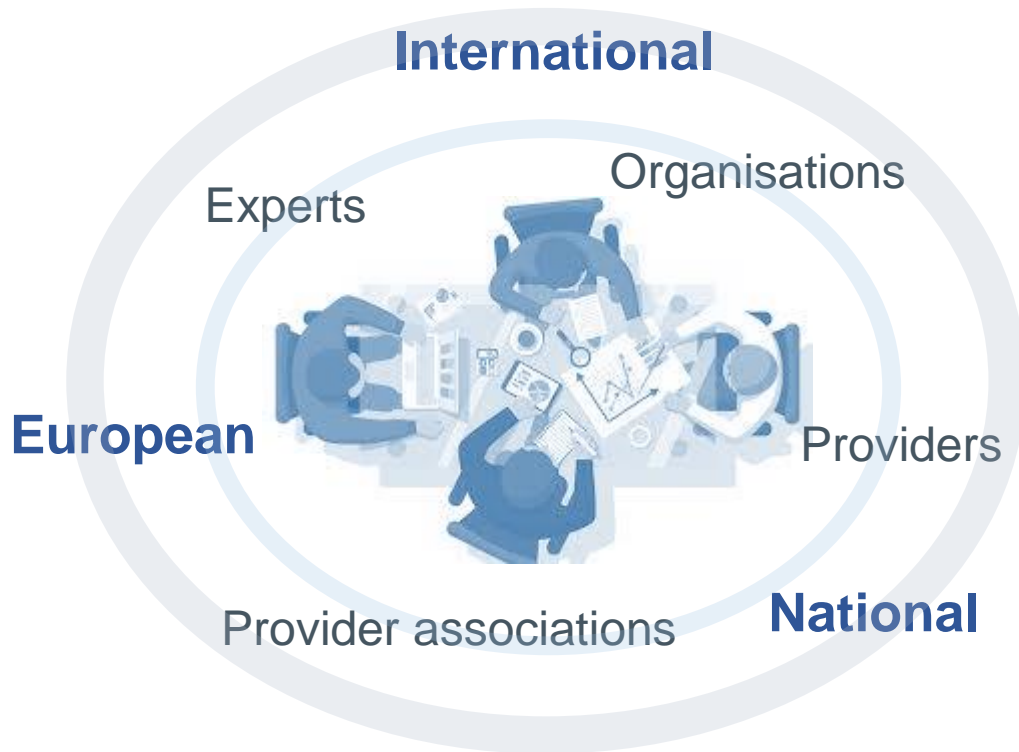 International
Organisations
Experts
European
Providers
National
Provider associations